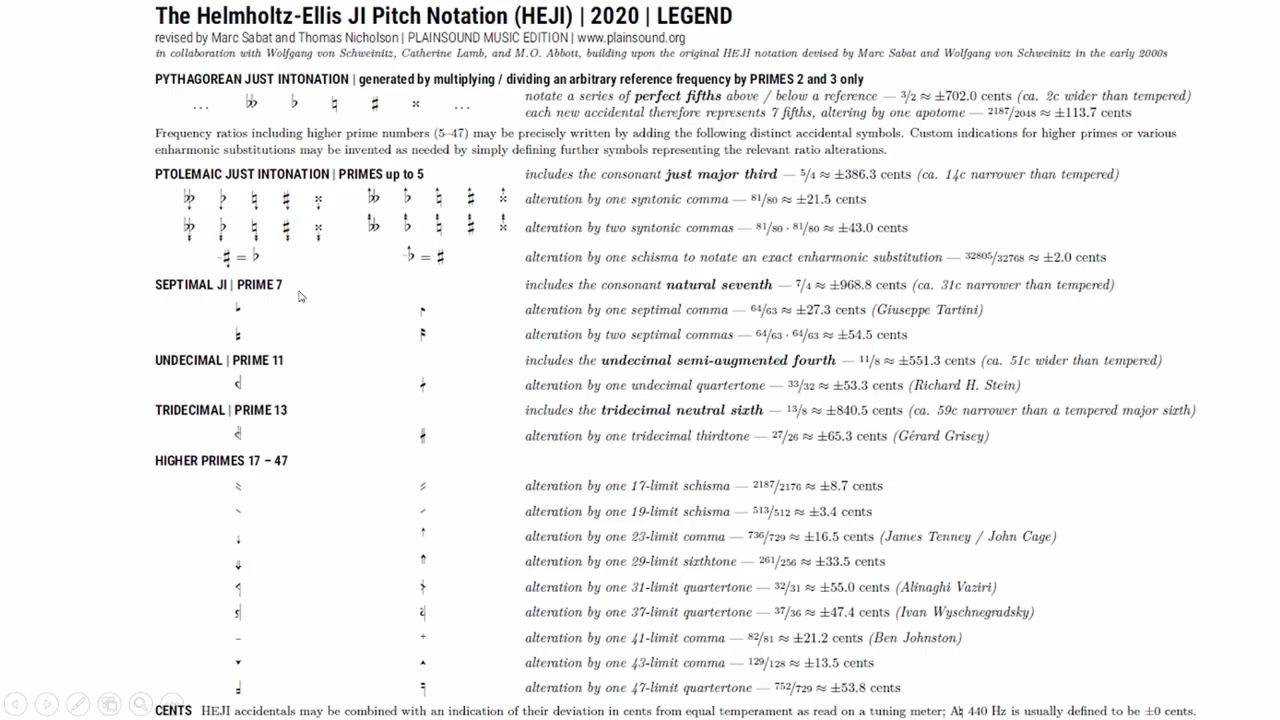 The Helmholtz-Ellis JI Pitch Notation (HEJI) | 2020 | LEGEND
revised by Marc Sabat and Thomas Nicholson | PLAINSOUND MUSIC EDITION | www.plainsound.org
in collaboration with Wolfgang von Schweinitz, Catherine Lamb, and M.O. Abbott, building upon the original HEJI notation devised by Marc Sabat and Wolfgang von Schweinitz in the early 2000s
PYTHAGOREAN JUST INTONATION | generated by multiplying / dividing an arbitrary reference frequency by PRIMES 2 and 3 only
... 𝄫 ♭ ♮ ♯ 𝄪 ... notate a series of perfect fifths above / below a reference — 3/2 ≈ ±702.0 cents (ca. 2c wider than tempered)
each new accidental therefore represents 7 fifths, altering by one apotome — 2187/2048 ≈ ±113.7 cents
Frequency ratios including higher prime numbers (5–47) may be precisely written by adding the following distinct accidental symbols. Custom indications for higher primes or various
enharmonic substitutions may be invented as needed by simply defining further symbols representing the relevant ratio alterations.
PTOLEMAIC JUST INTONATION | PRIMES up to 5 includes the consonant just major third — 5/4 ≈ ±386.3 cents (ca. 14c narrower than tempered)
alteration by one syntonic comma — 81/80 ≈ ±21.5 cents
alteration by two syntonic commas — 81/80 · 81/80 ≈ ±43.0 cents
alteration by one schisma to notate an exact enharmonic substitution — 32805/32768 ≈ ±2.0 cents
SEPTIMAL JI | PRIME 7 includes the consonant natural seventh — 7/4 ≈ ±968.8 cents (ca. 31c narrower than tempered)
alteration by one septimal comma — 64/63 ≈ ±27.3 cents (Giuseppe Tartini)
alteration by two septimal commas — 64/63 · 64/63 ≈ ±54.5 cents
UNDECIMAL | PRIME 11 includes the undecimal semi-augmented fourth — 11/8 ≈ ±551.3 cents (ca. 51c wider than tempered)
alteration by one undecimal quartertone — 33/32 ≈ ±53.3 cents (Richard H. Stein)
TRIDECIMAL | PRIME 13 includes the tridecimal neutral sixth — 13/8 ≈ ±840.5 cents (ca. 59c narrower than a tempered major sixth)
alteration by one tridecimal thirdtone — 27/26 ≈ ±65.3 cents (Gérard Grisey)
HIGHER PRIMES 17 – 47
alteration by one 17-limit schisma — 2187/2176 ≈ ±8.7 cents
alteration by one 19-limit schisma — 513/512 ≈ ±3.4 cents
alteration by one 23-limit comma — 736/729 ≈ ±16.5 cents (James Tenney / John Cage)
alteration by one 29-limit sixthtone — 261/256 ≈ ±33.5 cents
alteration by one 31-limit quartertone — 32/31 ≈ ±55.0 cents (Alinaghi Vaziri)
alteration by one 37-limit quartertone — 37/36 ≈ ±47.4 cents (Ivan Wyschnegradsky)
alteration by one 41-limit comma — 82/81 ≈ ±21.2 cents (Ben Johnston)
alteration by one 43-limit comma — 129/128 ≈ ±13.5 cents
alteration by one 47-limit quartertone — 752/729 ≈ ±53.8 cents
CENTS HEJI accidentals may be combined with an indication of their deviation in cents from equal temperament as read on a tuning meter; A♮ 440 Hz is usually defined to be ±0 cents.